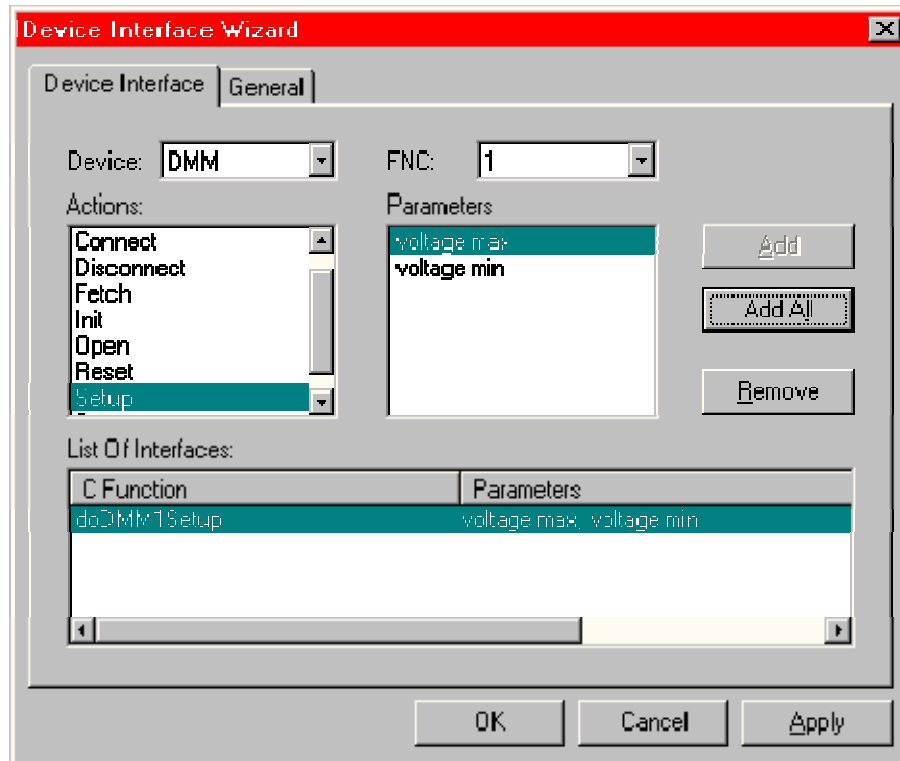 Device Interface Wizard
Device Interface
General
Device: DMM
FNC: 1
Actions:
Connect
Disconnect
Fetch
Init
Open
Reset
Setup
Parameters
voltage max
voltage min
Add
Add All
Remove
List Of Interfaces:
C Function Parameters
doDMM1Setup voltage max, voltage min
OK Cancel Apply